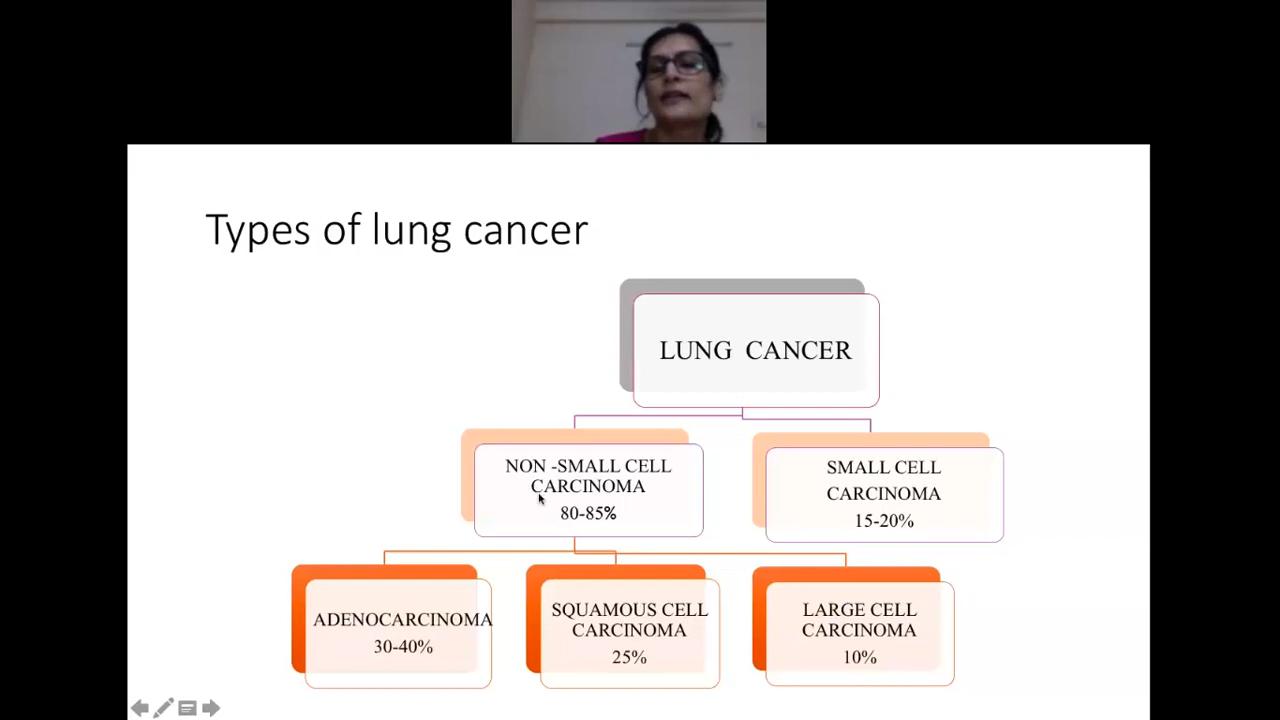 Types of lung cancer
LUNG CANCER
NON -SMALL CELL
CARCINOMA
80-85%
SMALL CELL
CARCINOMA
15-20%
ADENOCARCINOMA
30-40%
SQUAMOUS CELL
CARCINOMA
25%
LARGE CELL
CARCINOMA
10%